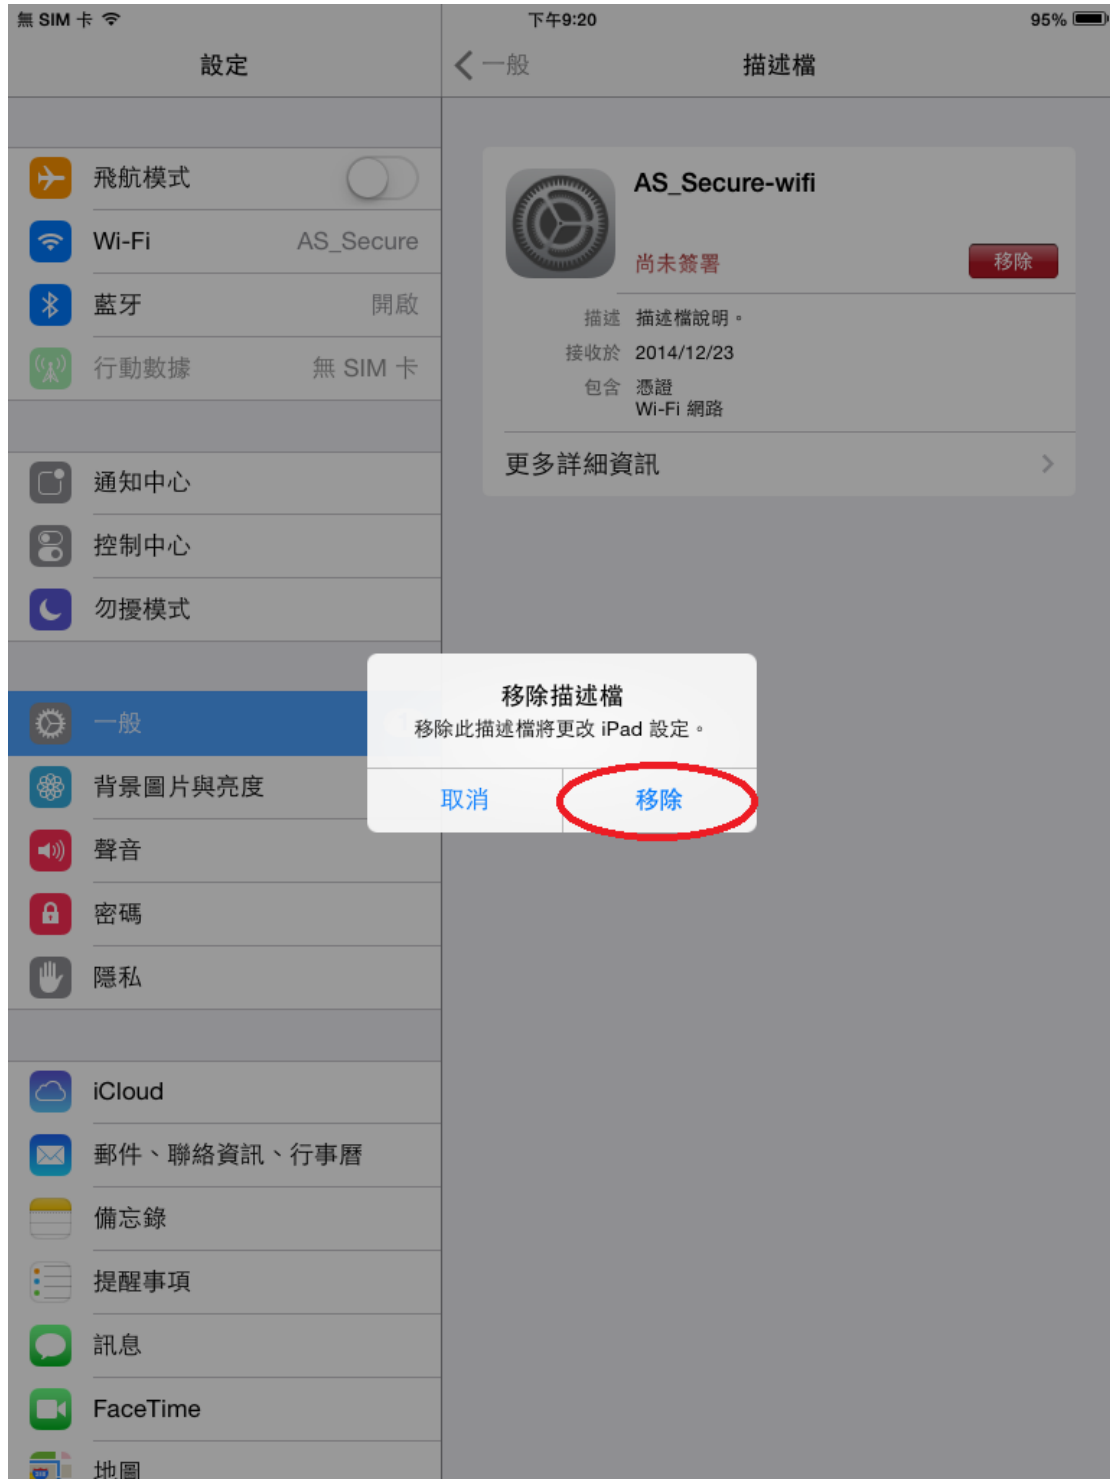 無 SIM 卡
下午9:20
95%
設定
一般
描述檔
飛航模式
Wi-Fi
AS_Secure
藍牙
開啟
行動數據
無 SIM 卡
通知中心
控制中心
勿擾模式
一般
背景圖片與亮度
聲音
密碼
隱私
iCloud
郵件、聯絡資訊、行事曆
備忘錄
提醒事項
訊息
FaceTime
地圖
AS_Secure-wifi
尚未簽署
移除
描述
描述檔說明。
接收於
2014/12/23
包含
憑證
Wi-Fi 網路
更多詳細資訊
移除描述檔
移除此描述檔將更改 iPad 設定。
取消
移除